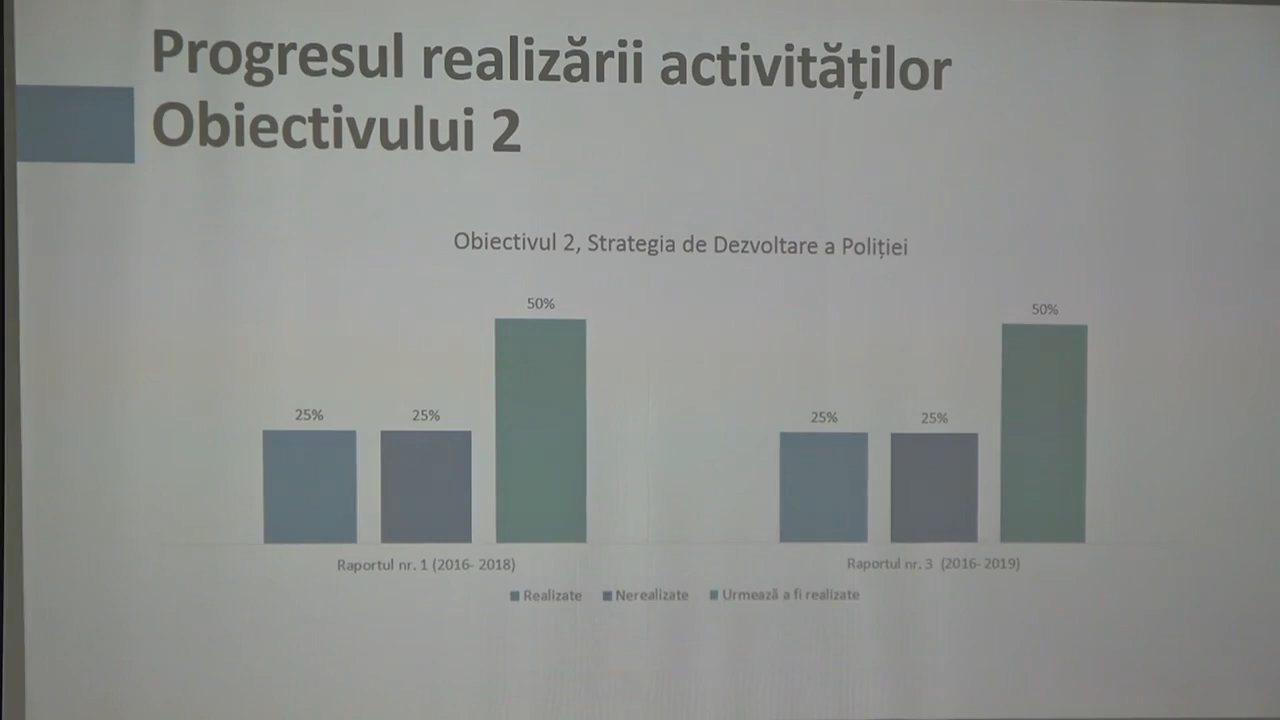 Progresul realizării activităților
Obiectivului 2
Obiectivul 2, Strategia de Dezvoltare a Poliției
50%
50%
25%
25%
25%
25%
Raportul nr. 1 (2016- 2018)
Raportul nr. 3 (2016- 2019)
Realizate
Nerealizate
Urmează a fi realizate